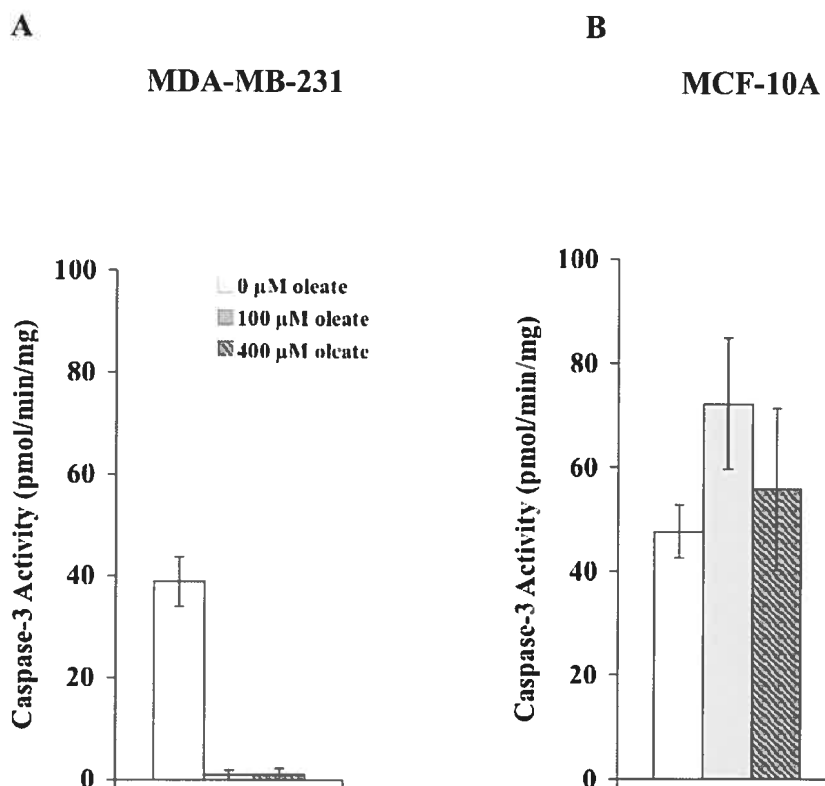 A
MDA-MB-231
Caspase-3 Activity (pmol/min/mg)
100
80
60
40
20
0
0 µM oleate
100 µM oleate
400 µM oleate
B
MCF-10A
Caspase-3 Activity (pmol/min/mg)
100
80
60
40
20
0